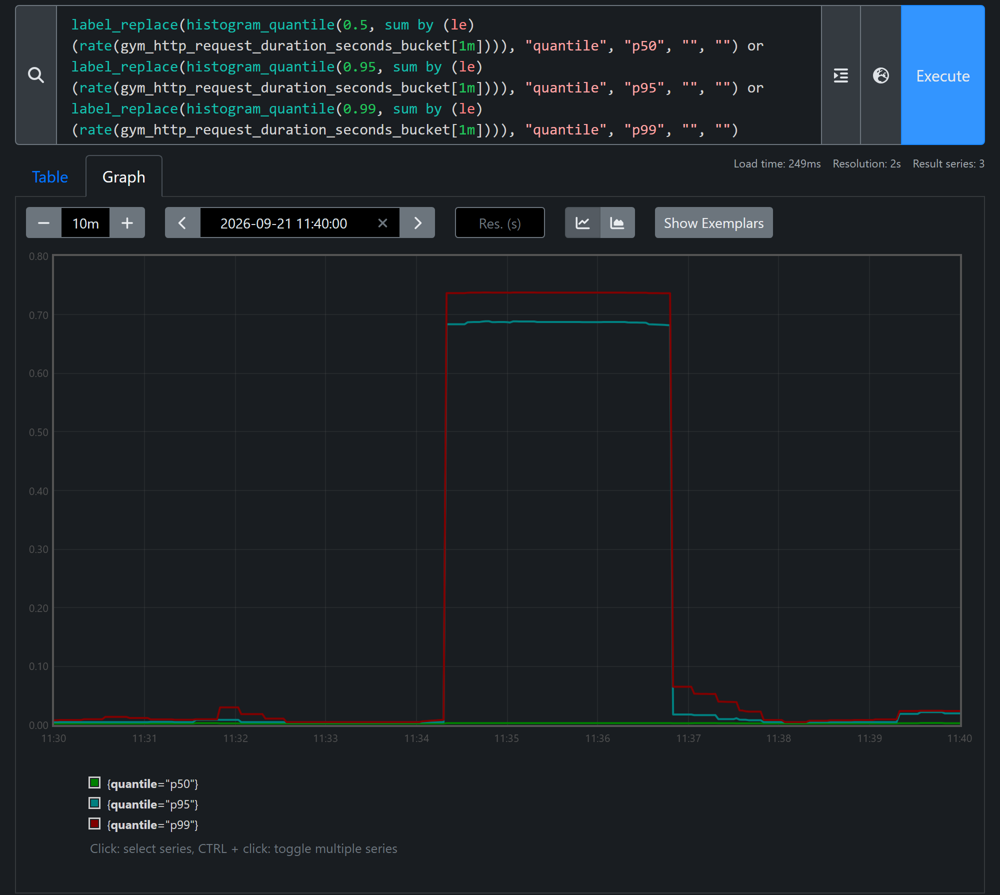 label_replace(histogram_quantile(0.5, sum by (le)
(rate(gym_http_request_duration_seconds_bucket[1m]))), "quantile", "p50", "", "") or
label_replace(histogram_quantile(0.95, sum by (le)
(rate(gym_http_request_duration_seconds_bucket[1m]))), "quantile", "p95", "", "") or
label_replace(histogram_quantile(0.99, sum by (le)
(rate(gym_http_request_duration_seconds_bucket[1m]))), "quantile", "p99", "", "")
Execute
Load time: 249ms Resolution: 2s Result series: 3
Table Graph
10m 2026-09-21 11:40:00 Res. (s) Show Exemplars
0.80
0.70
0.60
0.50
0.40
0.30
0.20
0.10
0.00
11:30 11:31 11:32 11:33 11:34 11:35 11:36 11:37 11:38 11:39 11:40
{quantile="p50"}
{quantile="p95"}
{quantile="p99"}
Click: select series, CTRL + click: toggle multiple series